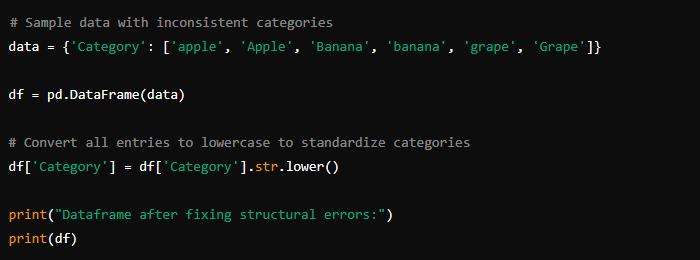 # Sample data with inconsistent categories
data = {'Category': ['apple', 'Apple', 'Banana', 'banana', 'grape', 'Grape']}
df = pd.DataFrame(data)
# Convert all entries to lowercase to standardize categories
df['Category'] = df['Category'].str.lower()
print("Dataframe after fixing structural errors:")
print(df)